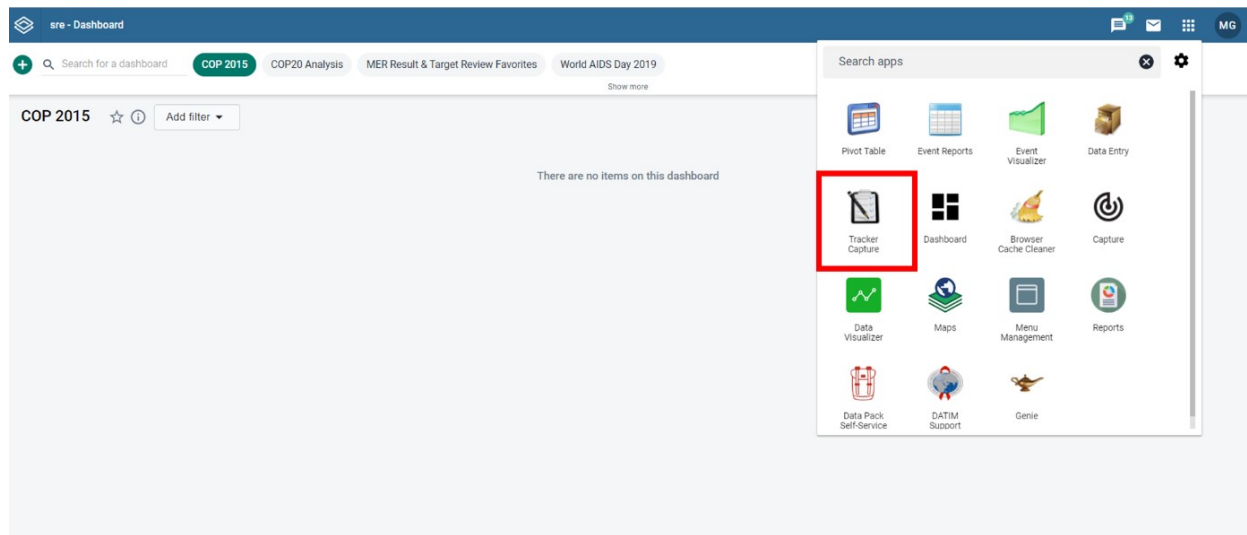 sre - Dashboard
13
MG
Search for a dashboard
COP 2015
COP20 Analysis
MER Result & Target Review Favorites
World AIDS Day 2019
Show more
COP 2015
Add filter
There are no items on this dashboard
Search apps
Pivot Table
Event Reports
Event
Visualizer
Data Entry
Tracker
Capture
Dashboard
Browser
Cache Cleaner
Capture
Data
Visualizer
Maps
Menu
Management
Reports
Data Pack
Self-Service
DATIM
Support
Genie